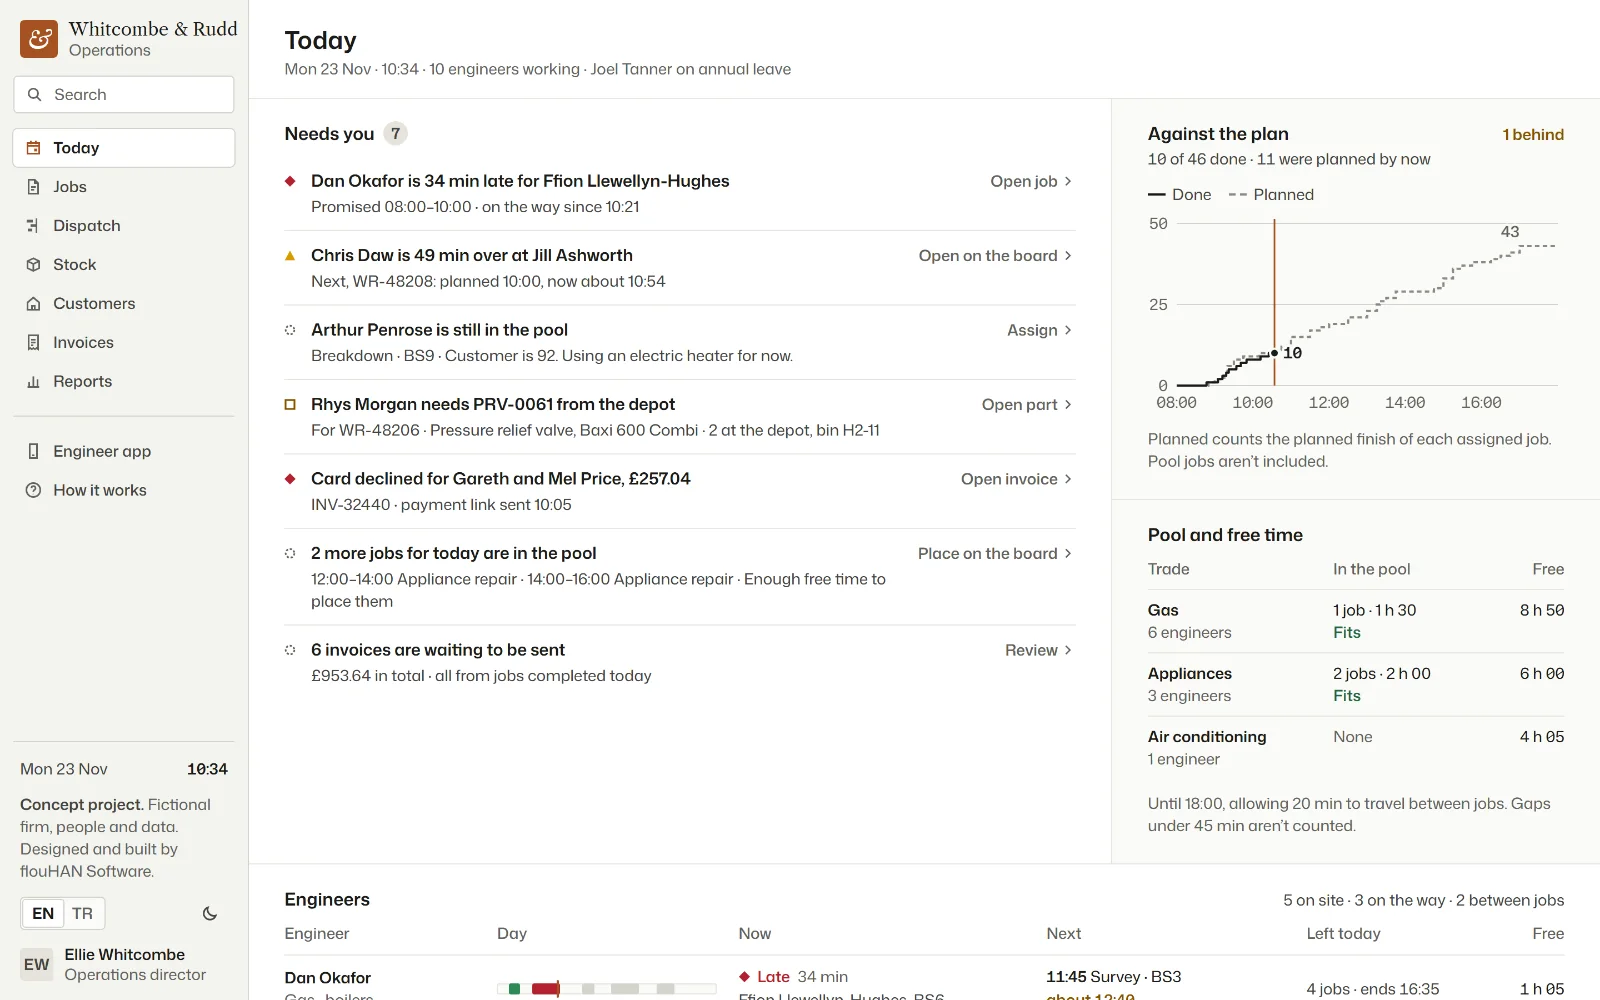 &
Whitcombe & Rudd
Operations
Search
Today
Jobs
Dispatch
Stock
Customers
Invoices
Reports
Engineer app
How it works
Mon 23 Nov 10:34
Concept project. Fictional
firm, people and data.
Designed and built by
flouHAN Software.
EN TR
EW
Ellie Whitcombe
Operations director
Today
Mon 23 Nov · 10:34 · 10 engineers working · Joel Tanner on annual leave
Needs you 7
Dan Okafor is 34 min late for Ffion Llewellyn-Hughes Open job
Promised 08:00–10:00 · on the way since 10:21
Chris Daw is 49 min over at Jill Ashworth Open on the board
Next, WR-48208: planned 10:00, now about 10:54
Arthur Penrose is still in the pool Assign
Breakdown · BS9 · Customer is 92. Using an electric heater for now.
Rhys Morgan needs PRV-0061 from the depot Open part
For WR-48206 · Pressure relief valve, Baxi 600 Combi · 2 at the depot, bin H2-11
Card declined for Gareth and Mel Price, £257.04 Open invoice
INV-32440 · payment link sent 10:05
2 more jobs for today are in the pool Place on the board
12:00–14:00 Appliance repair · 14:00–16:00 Appliance repair · Enough free time to
place them
6 invoices are waiting to be sent Review
£953.64 in total · all from jobs completed today
Against the plan 1 behind
10 of 46 done · 11 were planned by now
Done Planned
50
43
25
10
0
08:00 10:00 12:00 14:00 16:00
Planned counts the planned finish of each assigned job.
Pool jobs aren’t included.
Pool and free time
Trade In the pool Free
Gas 1 job · 1 h 30 8 h 50
6 engineers Fits
Appliances 2 jobs · 2 h 00 6 h 00
3 engineers Fits
Air conditioning None 4 h 05
1 engineer
Until 18:00, allowing 20 min to travel between jobs. Gaps
under 45 min aren’t counted.
Engineers 5 on site · 3 on the way · 2 between jobs
Engineer Day Now Next Left today Free
Dan Okafor Late 34 min 11:45 Survey · BS3 4 jobs · ends 16:35 1 h 05
Gas, boilers Ffion Llewellyn-Hughes, BS6 about 12:40